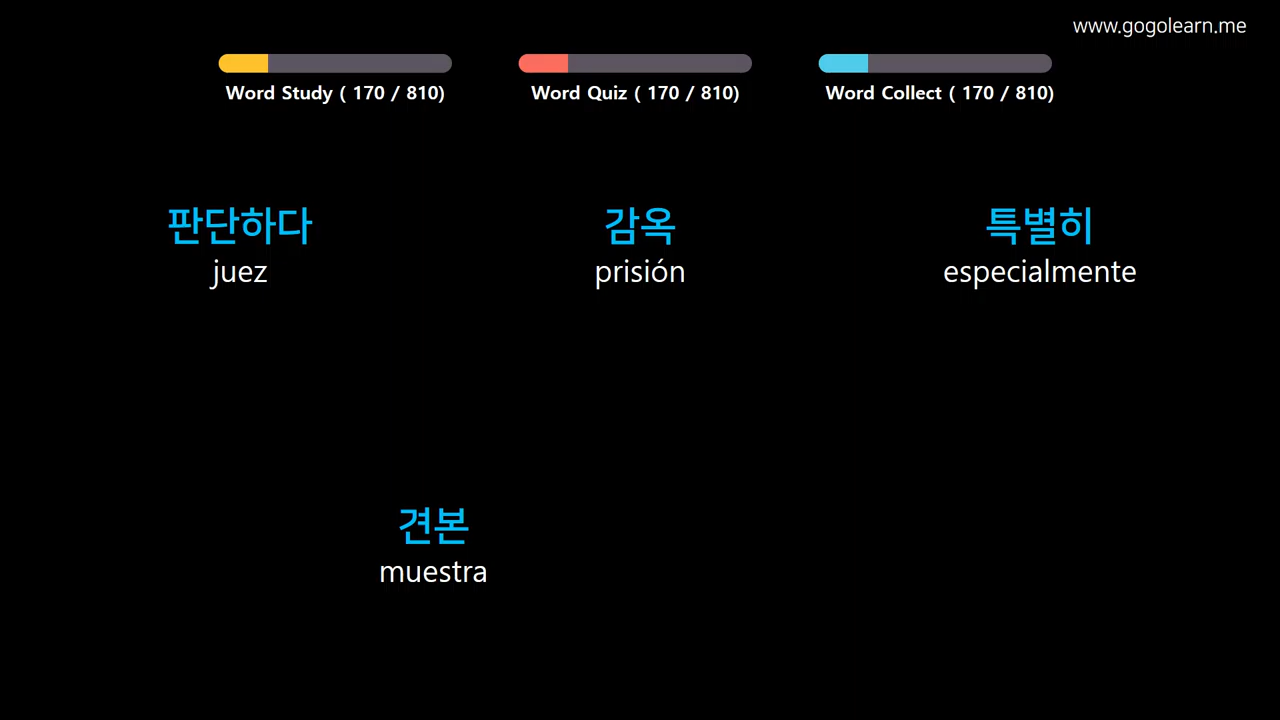 www.gogolearn.me
Word Study ( 170 / 810)
Word Quiz ( 170 / 810)
Word Collect ( 170 / 810)
판단하다
juez
감옥
prisión
특별히
especialmente
견본
muestra